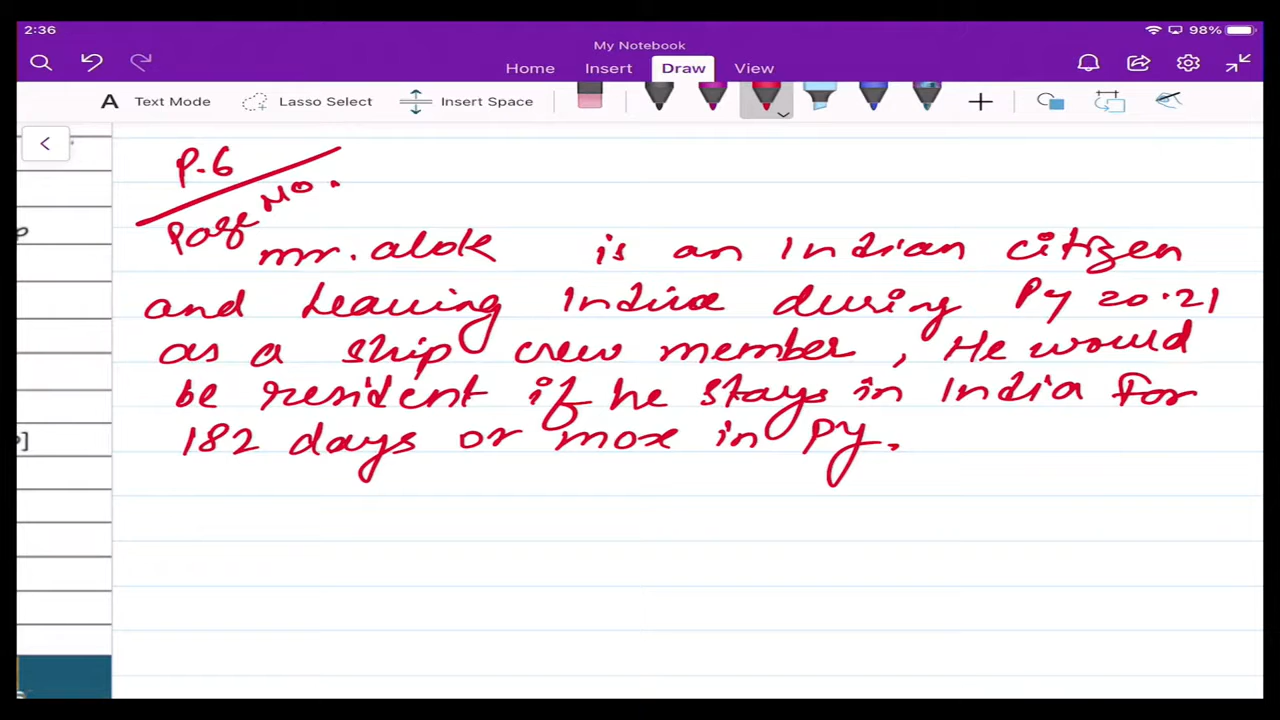 2:36
98%
My Notebook
Home Insert Draw View
A Text Mode Lasso Select Insert Space
P.6
Page No.
mr. alok is an Indian citizen
and leaving India during Py 20.21
as a ship crew member, He would
be resident if he stays in India for
182 days or more in Py.